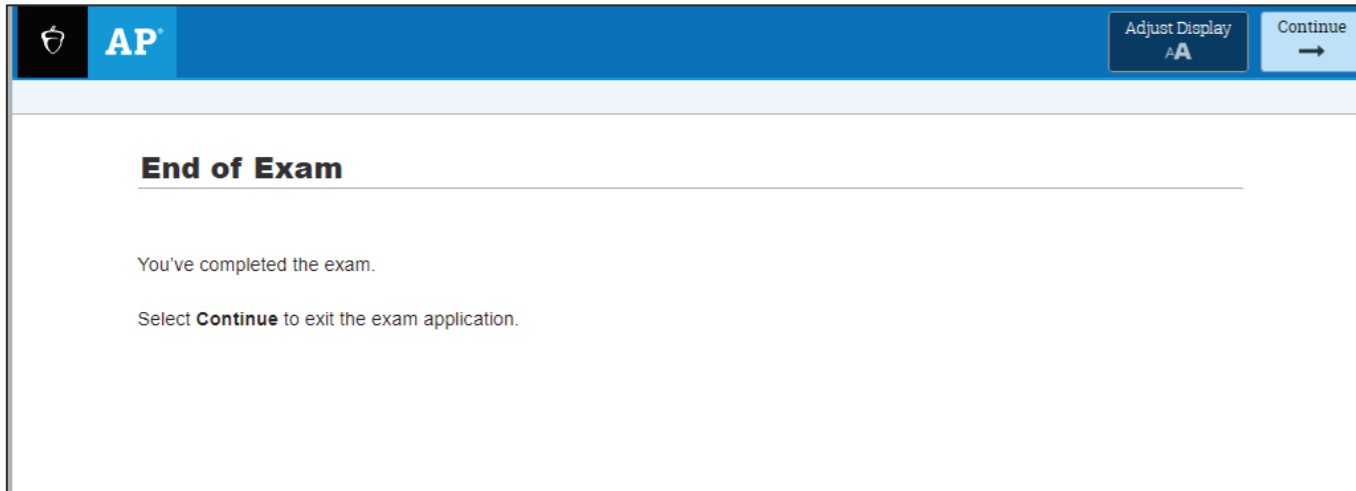 AP®
Adjust Display
AA
Continue
End of Exam
You've completed the exam.
Select Continue to exit the exam application.